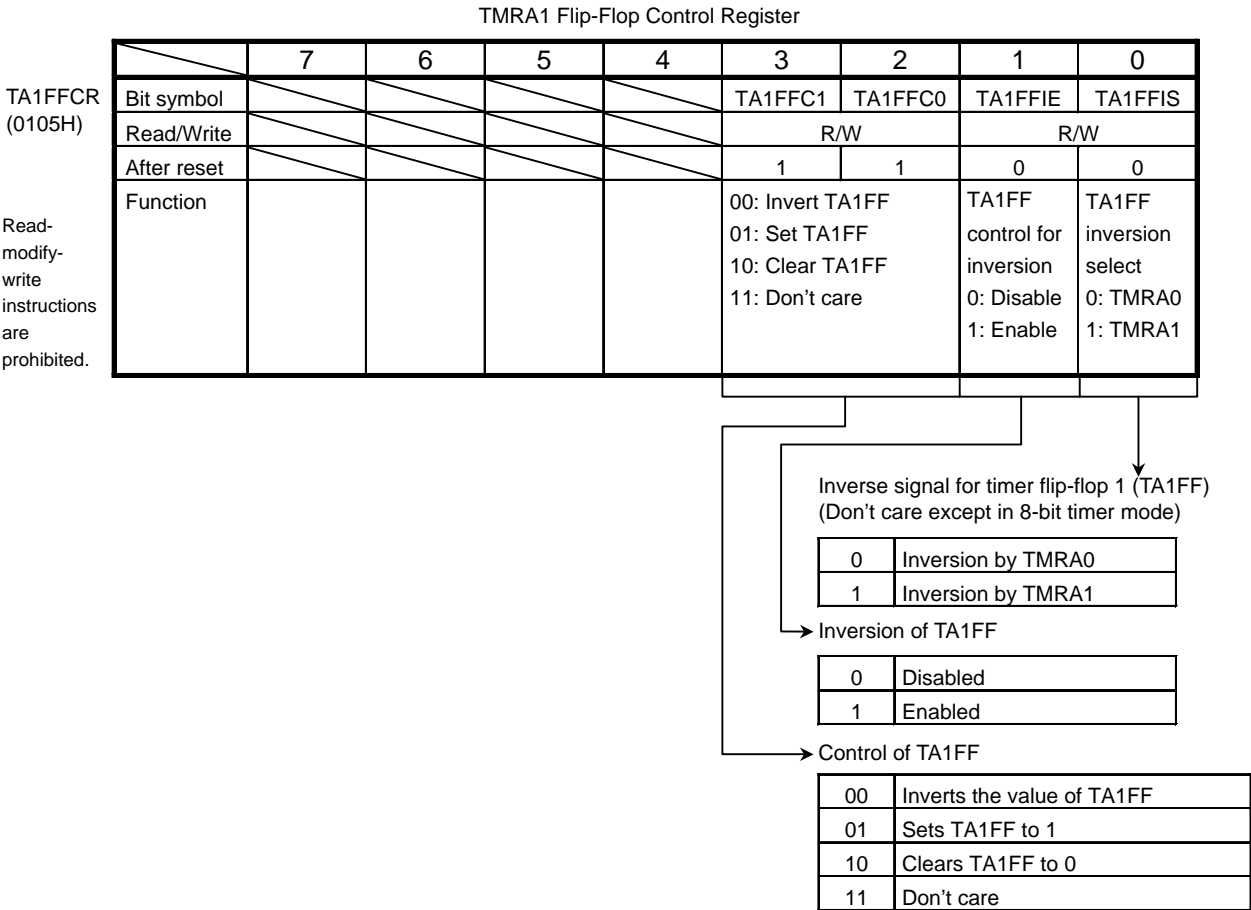 TMRA1 Flip-Flop Control Register
7 6 5 4 3 2 1 0
TA1FFCR
(0105H)
Bit symbol TA1FFC1 TA1FFC0 TA1FFIE TA1FFIS
Read/Write R/W R/W
After reset 1 1 0 0
Read-
modify-
write
instructions
are
prohibited.
Function
00: Invert TA1FF
01: Set TA1FF
10: Clear TA1FF
11: Don't care
TA1FF
control for
inversion
0: Disable
1: Enable
TA1FF
inversion
select
0: TMRA0
1: TMRA1
Inverse signal for timer flip-flop 1 (TA1FF)
(Don't care except in 8-bit timer mode)
0 Inversion by TMRA0
1 Inversion by TMRA1
Inversion of TA1FF
0 Disabled
1 Enabled
Control of TA1FF
00 Inverts the value of TA1FF
01 Sets TA1FF to 1
10 Clears TA1FF to 0
11 Don't care